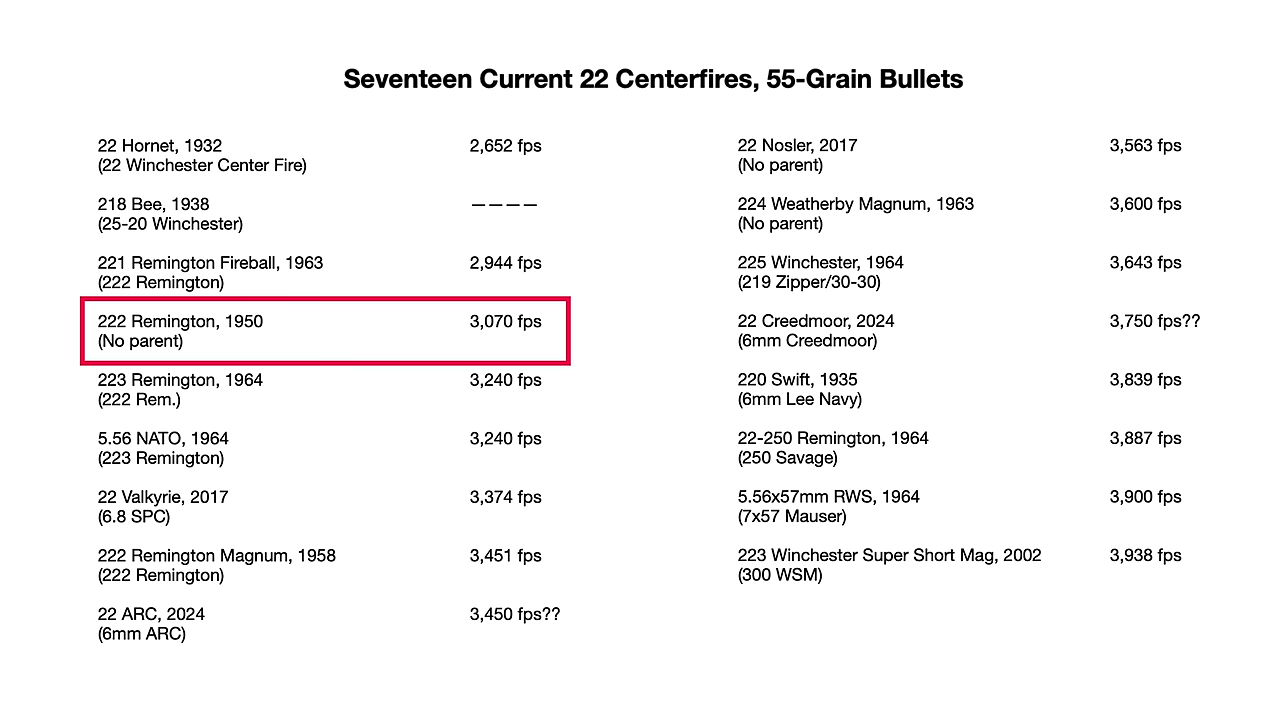 Seventeen Current 22 Centerfires, 55-Grain Bullets
22 Hornet, 1932 2,652 fps
(22 Winchester Center Fire)
218 Bee, 1938 ————
(25-20 Winchester)
221 Remington Fireball, 1963 2,944 fps
(222 Remington)
222 Remington, 1950 3,070 fps
(No parent)
223 Remington, 1964 3,240 fps
(222 Rem.)
5.56 NATO, 1964 3,240 fps
(223 Remington)
22 Valkyrie, 2017 3,374 fps
(6.8 SPC)
222 Remington Magnum, 1958 3,451 fps
(222 Remington)
22 ARC, 2024 3,450 fps??
(6mm ARC)
22 Nosler, 2017 3,563 fps
(No parent)
224 Weatherby Magnum, 1963 3,600 fps
(No parent)
225 Winchester, 1964 3,643 fps
(219 Zipper/30-30)
22 Creedmoor, 2024 3,750 fps??
(6mm Creedmoor)
220 Swift, 1935 3,839 fps
(6mm Lee Navy)
22-250 Remington, 1964 3,887 fps
(250 Savage)
5.56x57mm RWS, 1964 3,900 fps
(7x57 Mauser)
223 Winchester Super Short Mag, 2002 3,938 fps
(300 WSM)